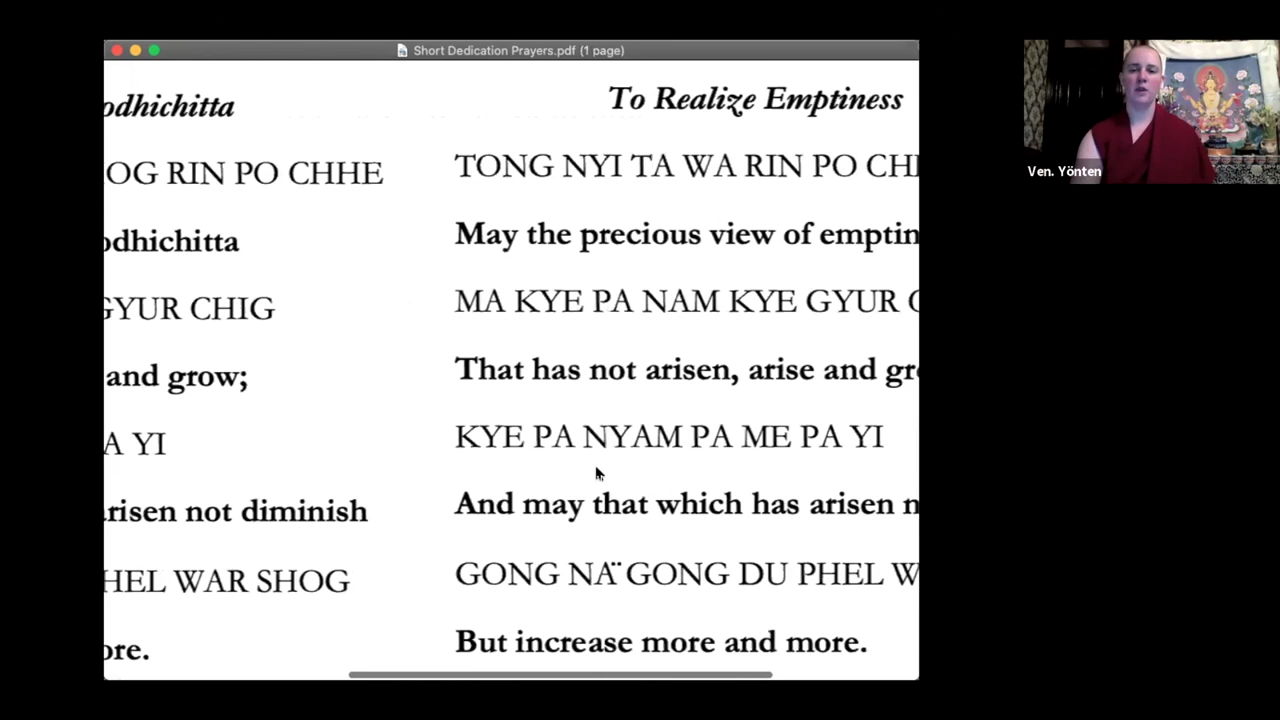 Short Dedication Prayers.pdf (1 page)
odhichitta
OG RIN PO CHHE
odhichitta
GYUR CHIG
and grow;
A YI
arisen not diminish
HEL WAR SHOG
ore.
To Realize Emptiness
TONG NYI TA WA RIN PO CHH
May the precious view of emptin
MA KYE PA NAM KYE GYUR C
That has not arisen, arise and gr
KYE PA NYAM PA ME PA YI
And may that which has arisen n
GONG NÄ GONG DU PHEL W
But increase more and more.
Ven. Yönten